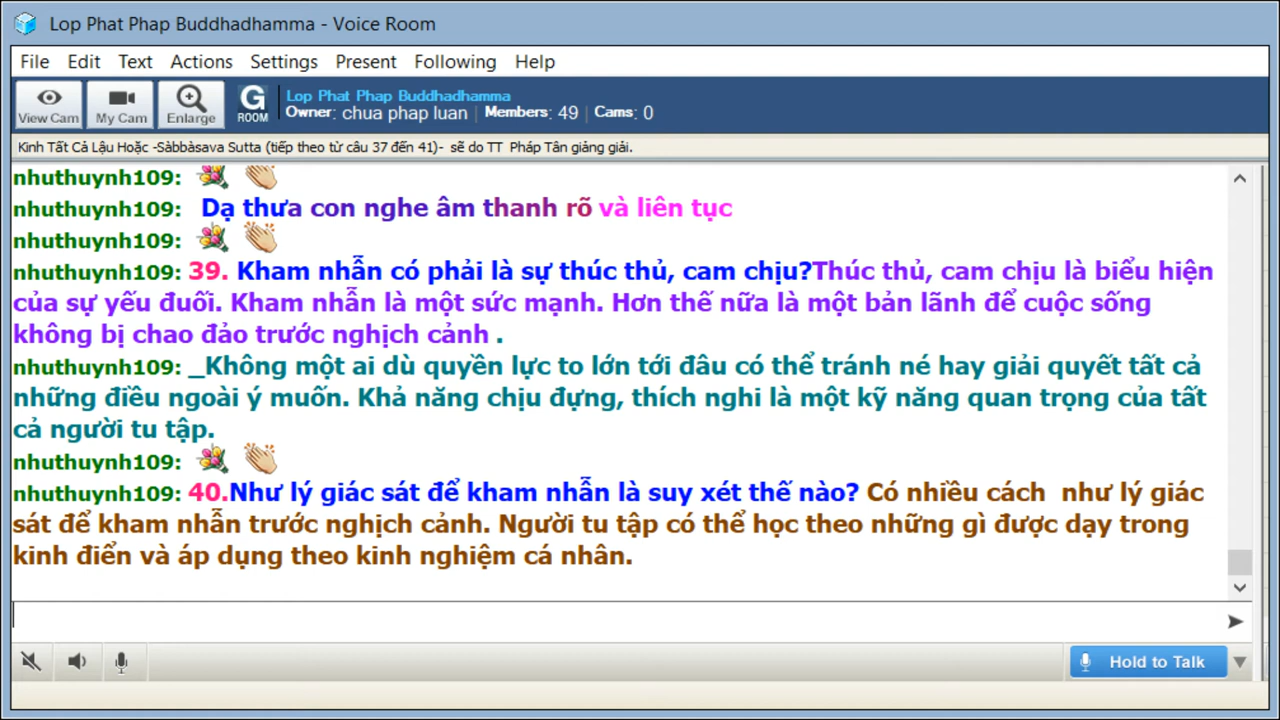 Lop Phat Phap Buddhadhamma - Voice Room
File Edit Text Actions Settings Present Following Help
View Cam My Cam Enlarge G ROOM Lop Phat Phap Buddhadhamma
Owner: chua phap luan | Members: 49 | Cams: 0
Kinh Tất Cả Lậu Hoặc -Sàbbàsava Sutta (tiếp theo từ câu 37 đến 41)- sẽ do TT Pháp Tân giảng giải.
nhuthuynh109:
nhuthuynh109: Dạ thưa con nghe âm thanh rõ và liên tục
nhuthuynh109:
nhuthuynh109: 39. Kham nhẫn có phải là sự thúc thủ, cam chịu?Thúc thủ, cam chịu là biểu hiện
của sự yếu đuối. Kham nhẫn là một sức mạnh. Hơn thế nữa là một bản lãnh để cuộc sống
không bị chao đảo trước nghịch cảnh .
nhuthuynh109: _Không một ai dù quyền lực to lớn tới đâu có thể tránh né hay giải quyết tất cả
những điều ngoài ý muốn. Khả năng chịu đựng, thích nghi là một kỹ năng quan trọng của tất
cả người tu tập.
nhuthuynh109:
nhuthuynh109: 40.Như lý giác sát để kham nhẫn là suy xét thế nào? Có nhiều cách như lý giác
sát để kham nhẫn trước nghịch cảnh. Người tu tập có thể học theo những gì được dạy trong
kinh điển và áp dụng theo kinh nghiệm cá nhân.
Hold to Talk